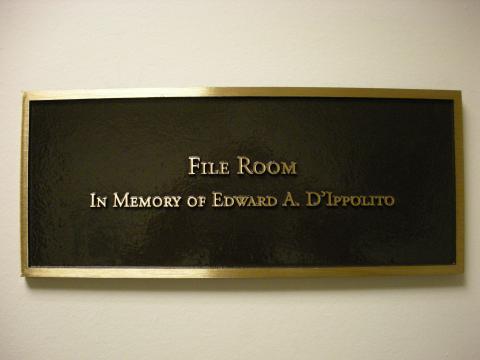 File Room
In Memory of Edward A. D'Ippolito